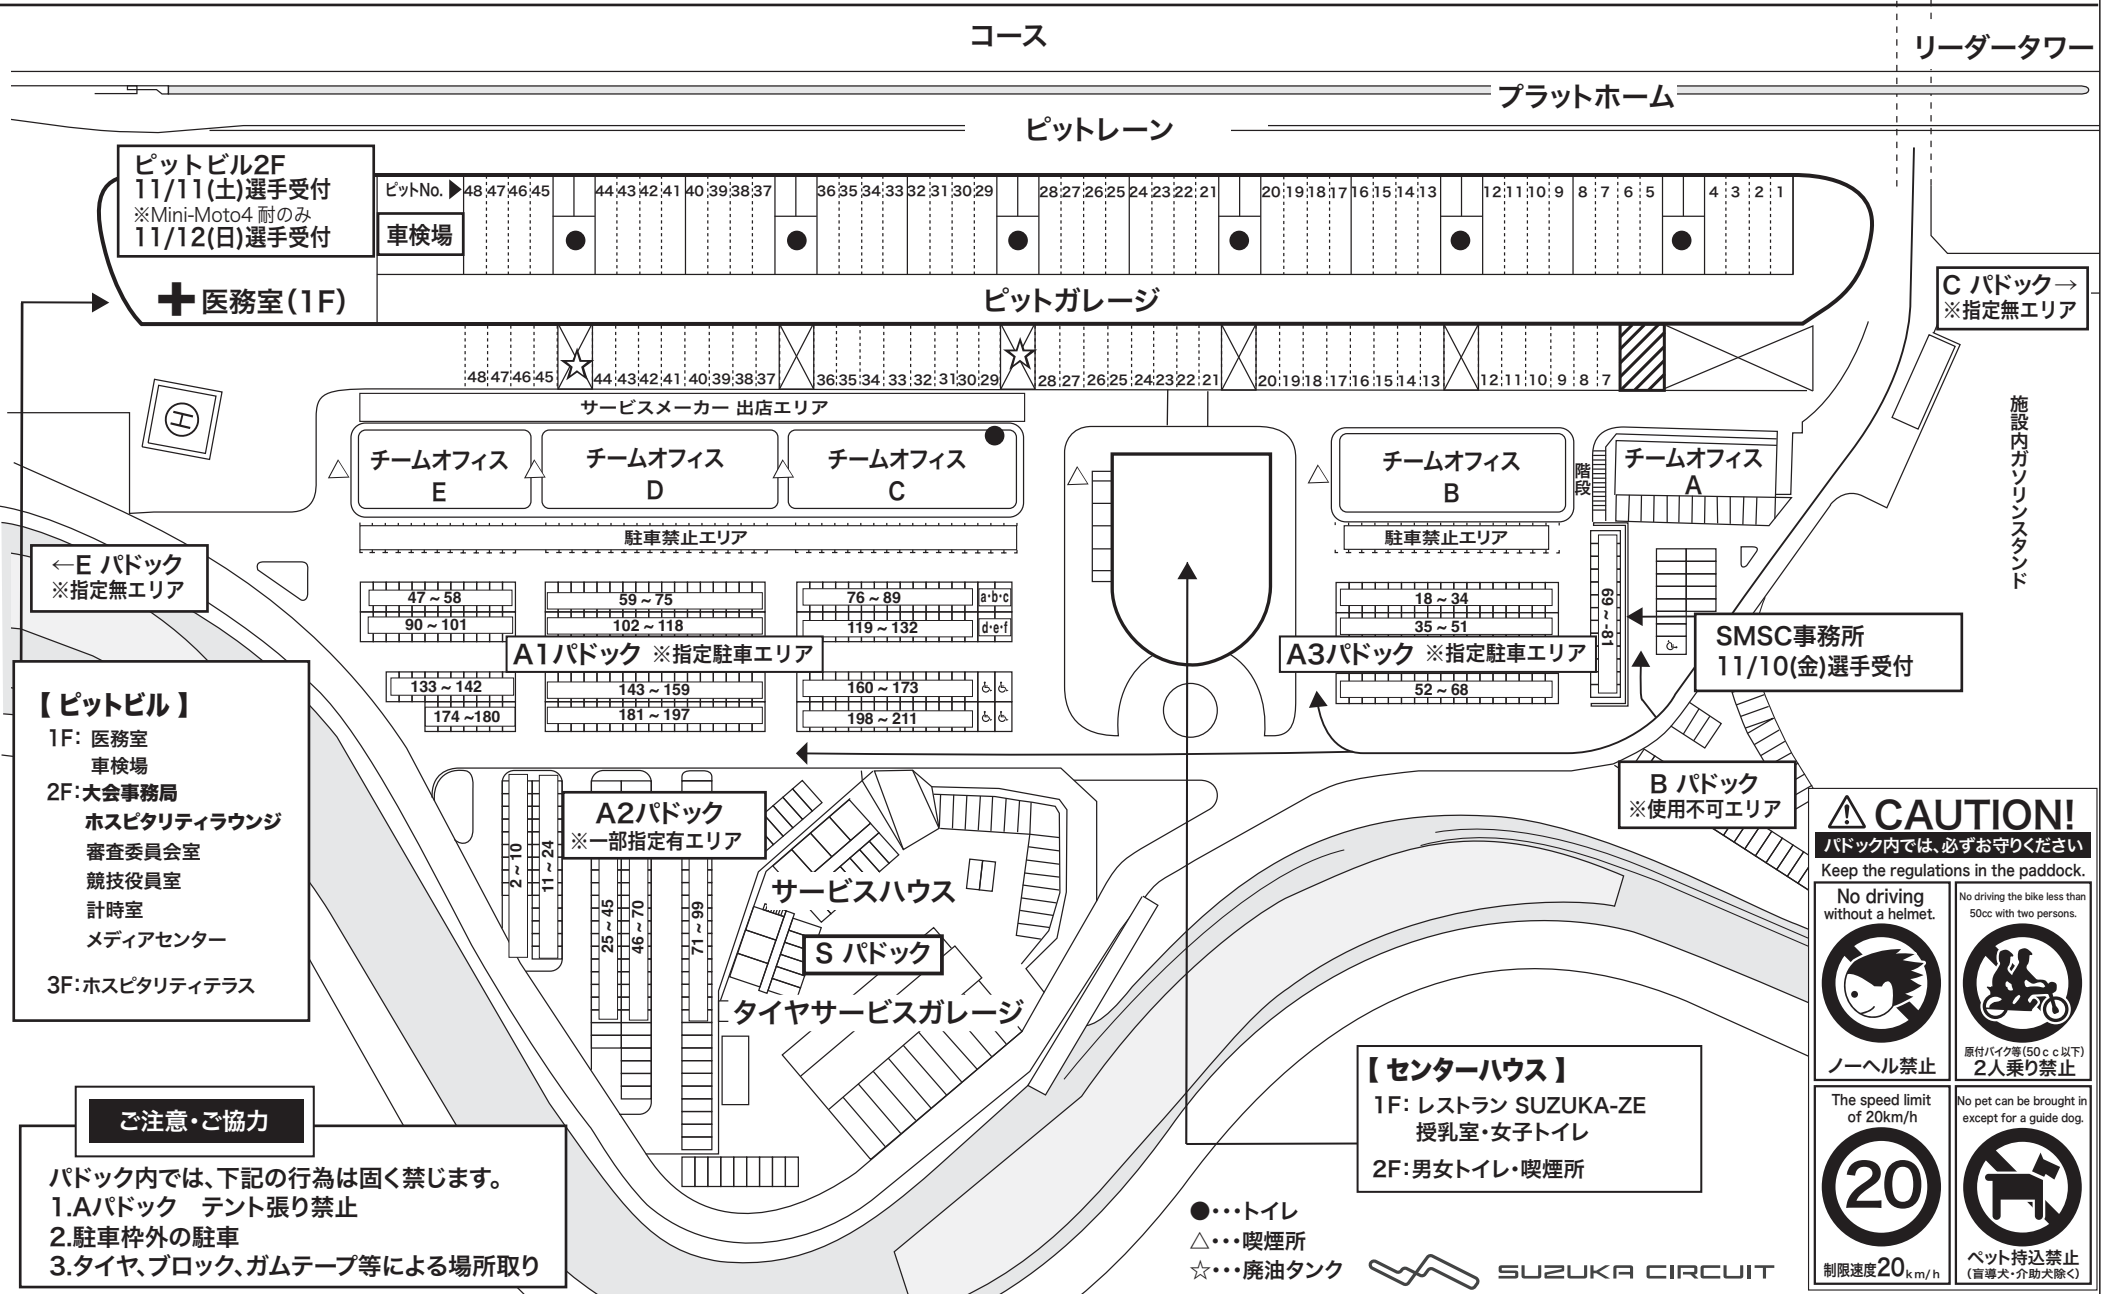 コース
リーダータワー
プラットホーム
ピットレーン
ピットビル2F
11/11(土)選手受付
※Mini-Moto4 耐のみ
11/12(日)選手受付
ピットNo.▶
48 47 46 45 44 43 42 41 40 39 38 37 36 35 34 33 32 31 30 29 28 27 26 25 24 23 22 21 20 19 18 17 16 15 14 13 12 11 10 9 8 7 6 5 4 3 2 1
車検場
医務室(1F)
ピットガレージ
C パドック→
※指定無エリア
48 47 46 45 44 43 42 41 40 39 38 37 36 35 34 33 32 31 30 29 28 27 26 25 24 23 22 21 20 19 18 17 16 15 14 13 12 11 10 9 8 7
H
サービスメーカー 出店エリア
チームオフィス
E
チームオフィス
D
チームオフィス
C
チームオフィス
B
階段
チームオフィス
A
施設内ガソリンスタンド
駐車禁止エリア
駐車禁止エリア
←E パドック
※指定無エリア
47 ~ 58
59 ~ 75
76 ~ 89
a・b・c
90 ~ 101
102 ~ 118
119 ~ 132
d・e・f
18 ~ 34
35 ~ 51
69 ~ -81
A1パドック ※指定駐車エリア
A3パドック ※指定駐車エリア
SMSC事務所
11/10(金)選手受付
133 ~ 142
143 ~ 159
160 ~ 173
52 ~ 68
174 ~180
181 ~ 197
198 ~ 211
【 ピットビル 】
1F: 医務室
車検場
2F:大会事務局
ホスピタリティラウンジ
審査委員会室
競技役員室
計時室
メディアセンター
3F:ホスピタリティテラス
A2パドック
※一部指定有エリア
2 ~ 10
11 ~ 24
25 ~ 45
46 ~ 70
71 ~ 99
サービスハウス
S パドック
タイヤサービスガレージ
B パドック
※使用不可エリア
CAUTION!
パドック内では、必ずお守りください
Keep the regulations in the paddock.
No driving
without a helmet.
ノーヘル禁止
No driving the bike less than
50cc with two persons.
原付バイク等(50cc以下)
2人乗り禁止
The speed limit
of 20km/h
20
制限速度20km/h
No pet can be brought in
except for a guide dog.
ペット持込禁止
(盲導犬・介助犬除く)
【 センターハウス 】
1F: レストラン SUZUKA-ZE
授乳室・女子トイレ
2F:男女トイレ・喫煙所
ご注意・ご協力
パドック内では、下記の行為は固く禁じます。
1.Aパドック　テント張り禁止
2.駐車枠外の駐車
3.タイヤ、ブロック、ガムテープ等による場所取り
●・・・トイレ
△・・・喫煙所
☆・・・廃油タンク
SUZUKA CIRCUIT